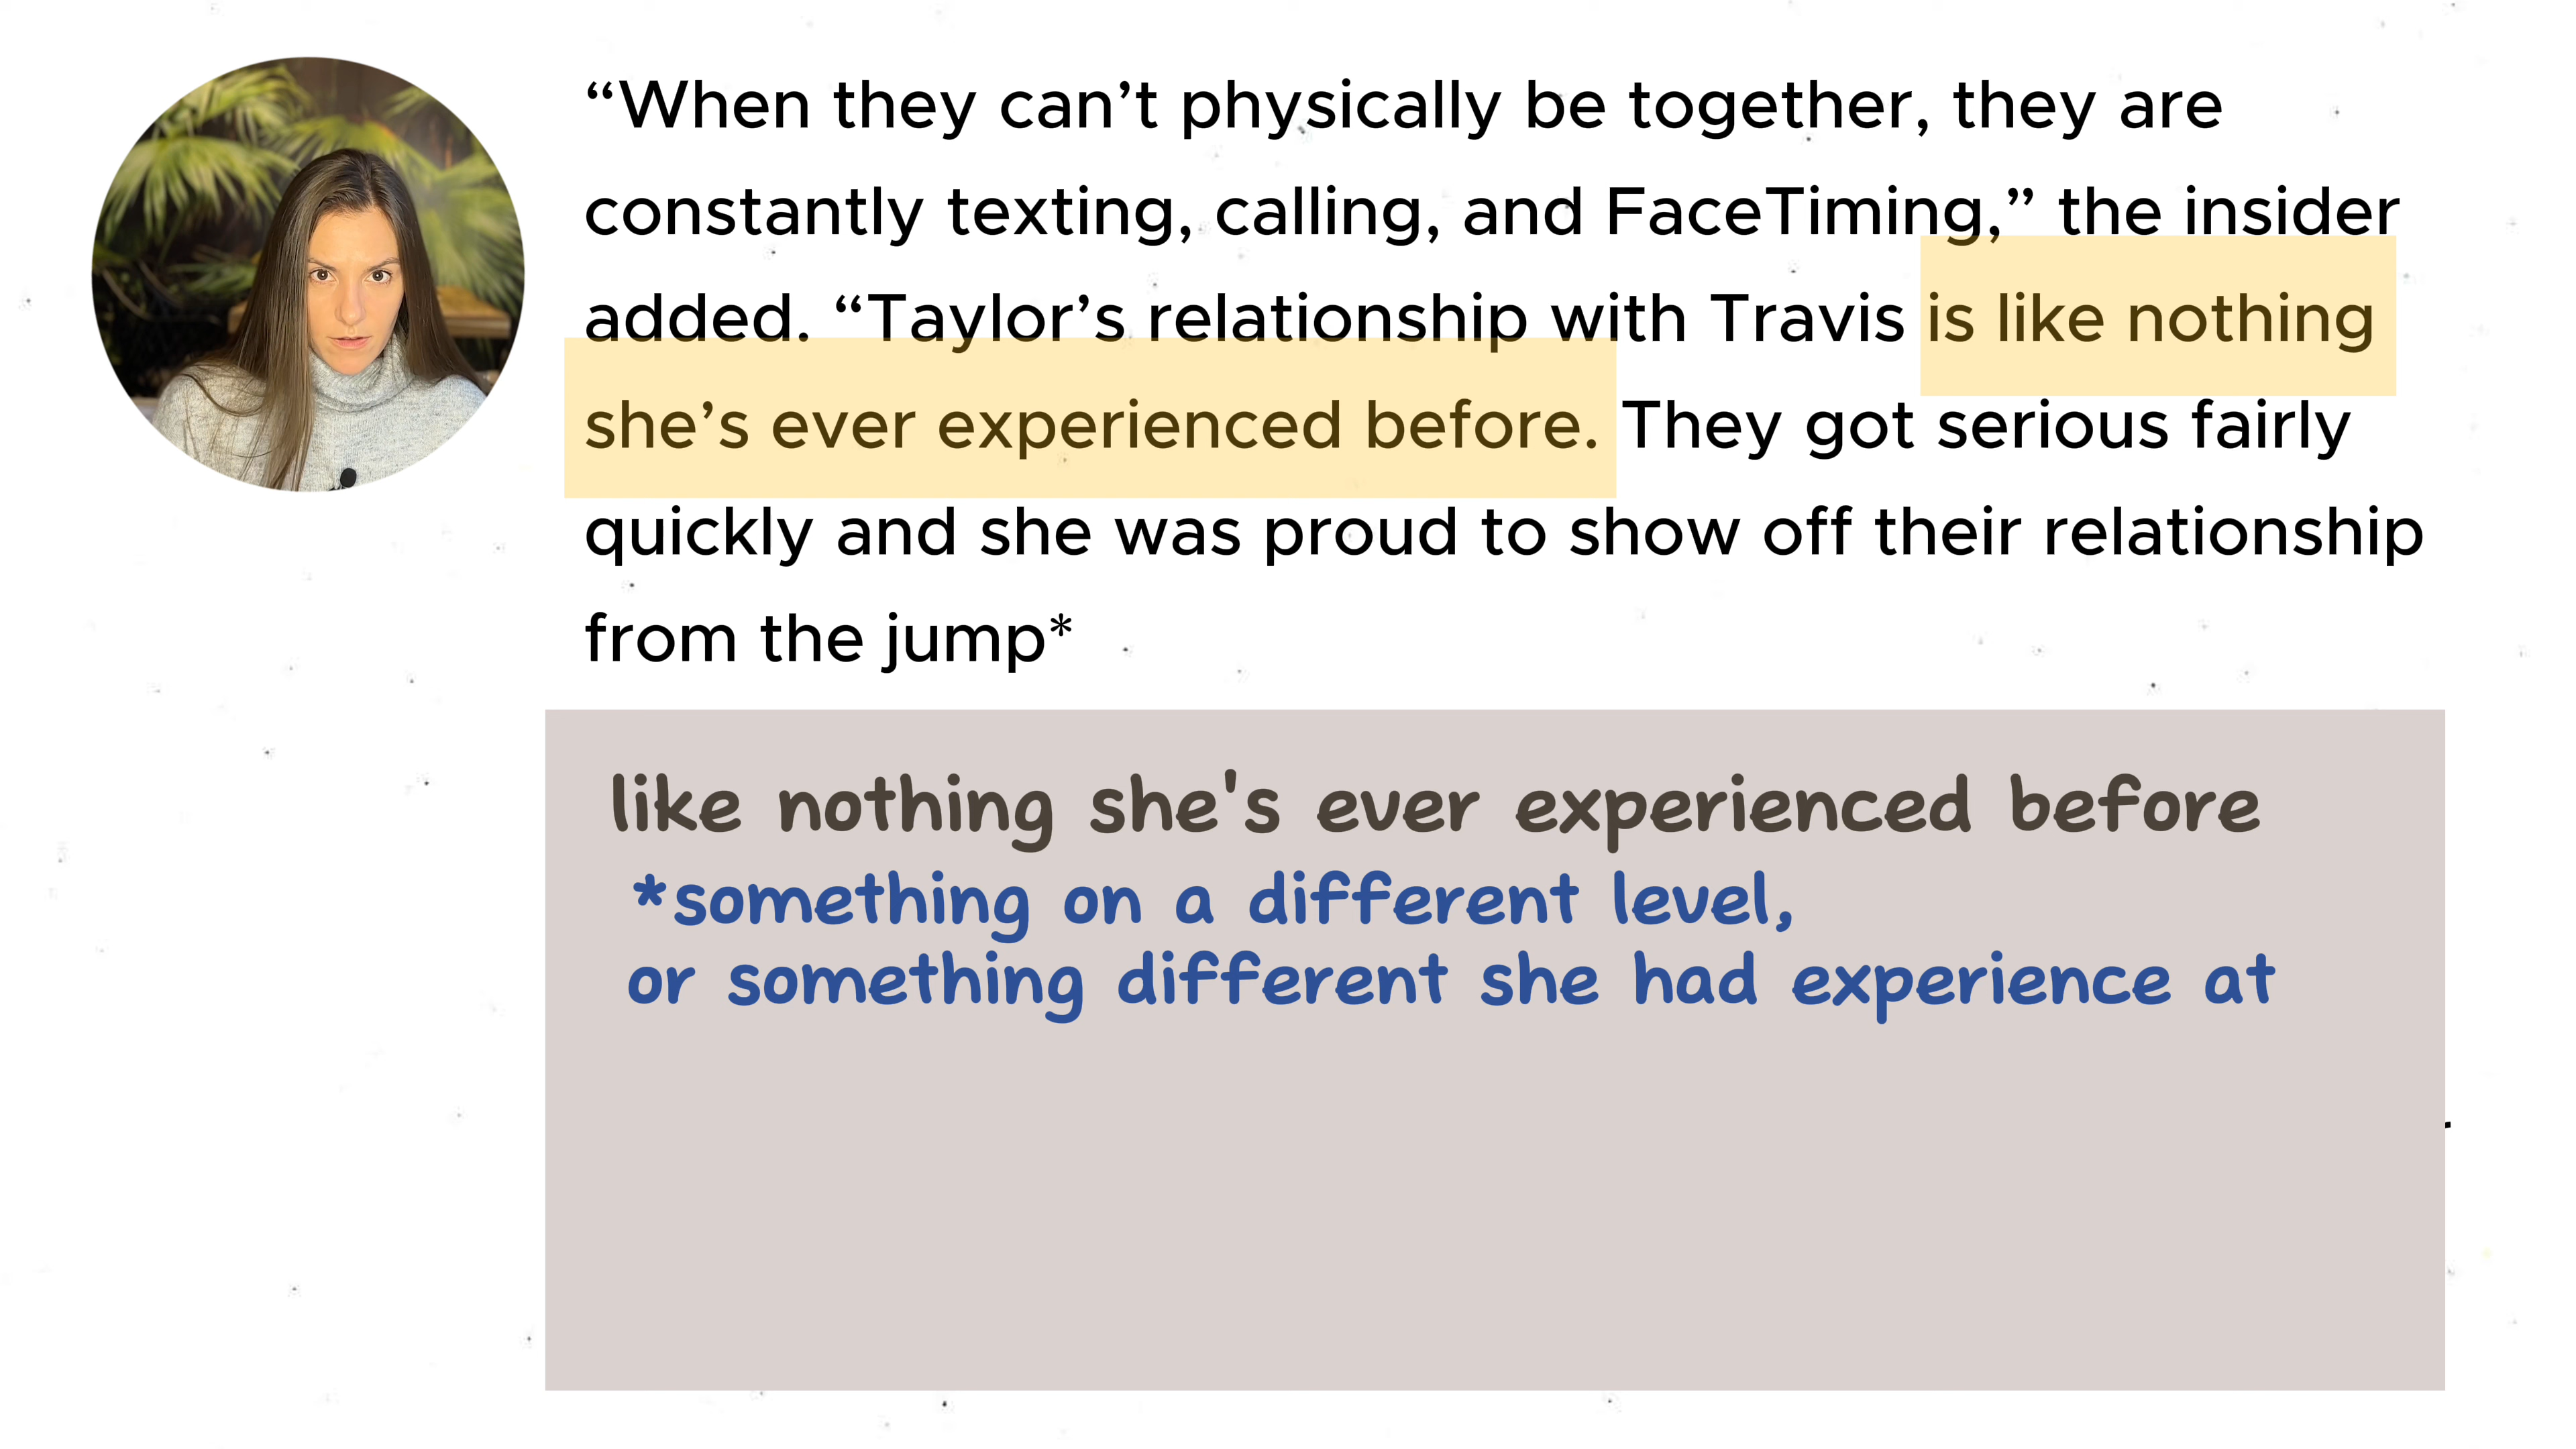 “When they can’t physically be together, they are
constantly texting, calling, and FaceTiming,” the insider
added. “Taylor’s relationship with Travis is like nothing
she’s ever experienced before. They got serious fairly
quickly and she was proud to show off their relationship
from the jump*
like nothing she's ever experienced before
*something on a different level,
or something different she had experience at